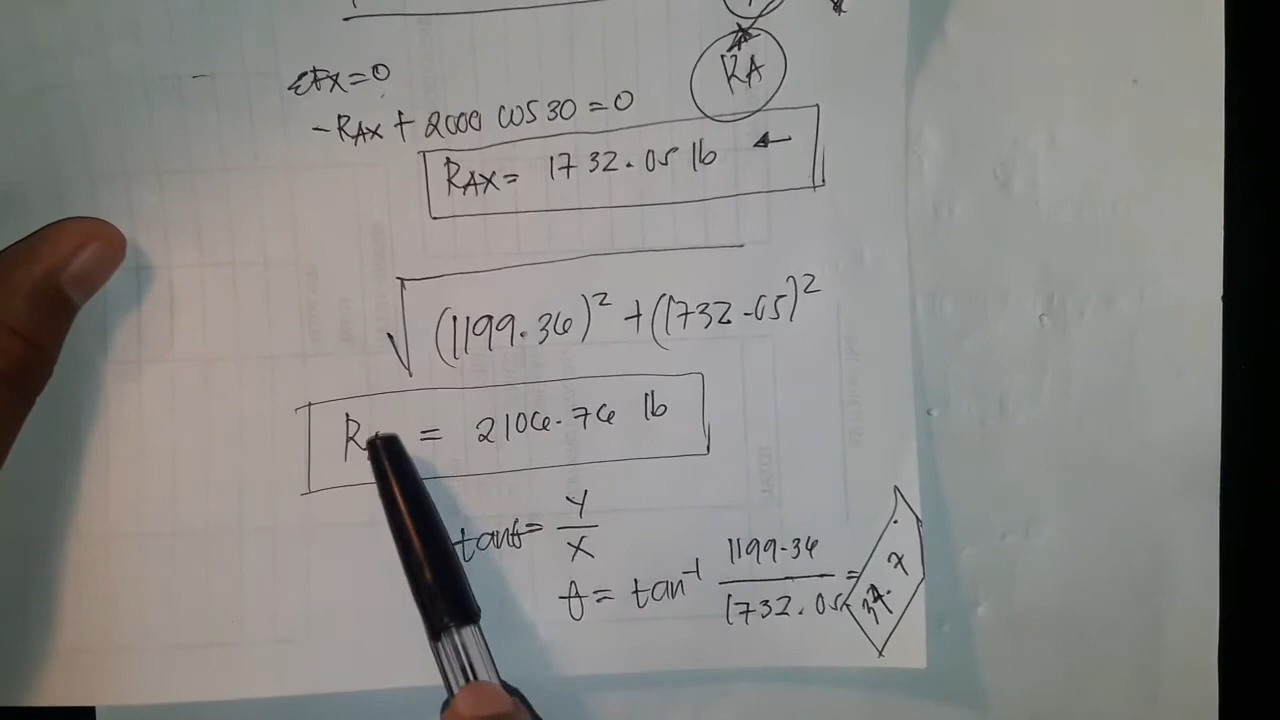 RA
ΣFx=0
-RAx + 2000 cos 30 = 0
RAx = 1732.05 lb ←
√(1199.36)² + (1732.05)²
= 2106.76 lb
tanθ = y/x
θ = tan⁻¹ 1199.36/1732.05 =